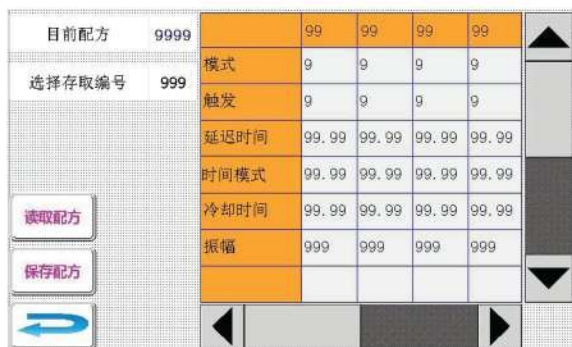 目前配方 9999
选择存取编号 999
读取配方
保存配方
99 99 99 99
模式 9 9 9 9
触发 9 9 9 9
延迟时间 99.99 99.99 99.99 99.99
时间模式 99.99 99.99 99.99 99.99
冷却时间 99.99 99.99 99.99 99.99
振幅 999 999 999 999